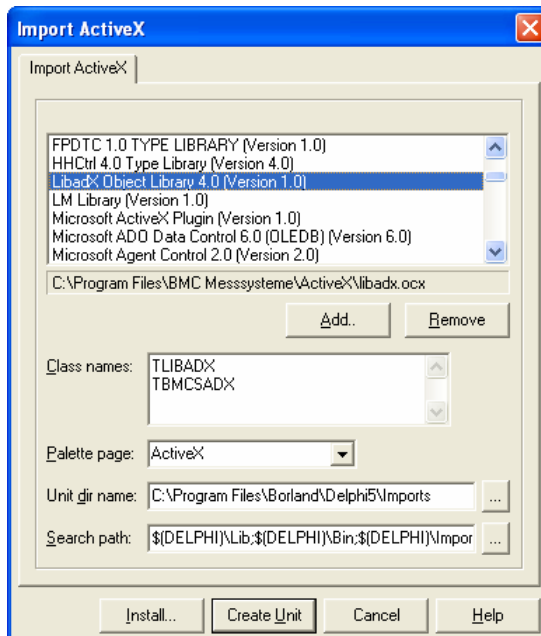 Import ActiveX
Import ActiveX
FPDTC 1.0 TYPE LIBRARY (Version 1.0)
HHCtrl 4.0 Type Library (Version 4.0)
LibadX Object Library 4.0 (Version 1.0)
LM Library (Version 1.0)
Microsoft ActiveX Plugin (Version 1.0)
Microsoft ADO Data Control 6.0 (OLEDB) (Version 6.0)
Microsoft Agent Control 2.0 (Version 2.0)
C:\Program Files\BMC Messsysteme\ActiveX\libadx.ocx
Add.. Remove
Class names: TLIBADX
TBMCSADX
Palette page: ActiveX
Unit dir name: C:\Program Files\Borland\Delphi5\Imports ...
Search path: $(DELPHI)\Lib;$(DELPHI)\Bin;$(DELPHI)\Impor ...
Install... Create Unit Cancel Help